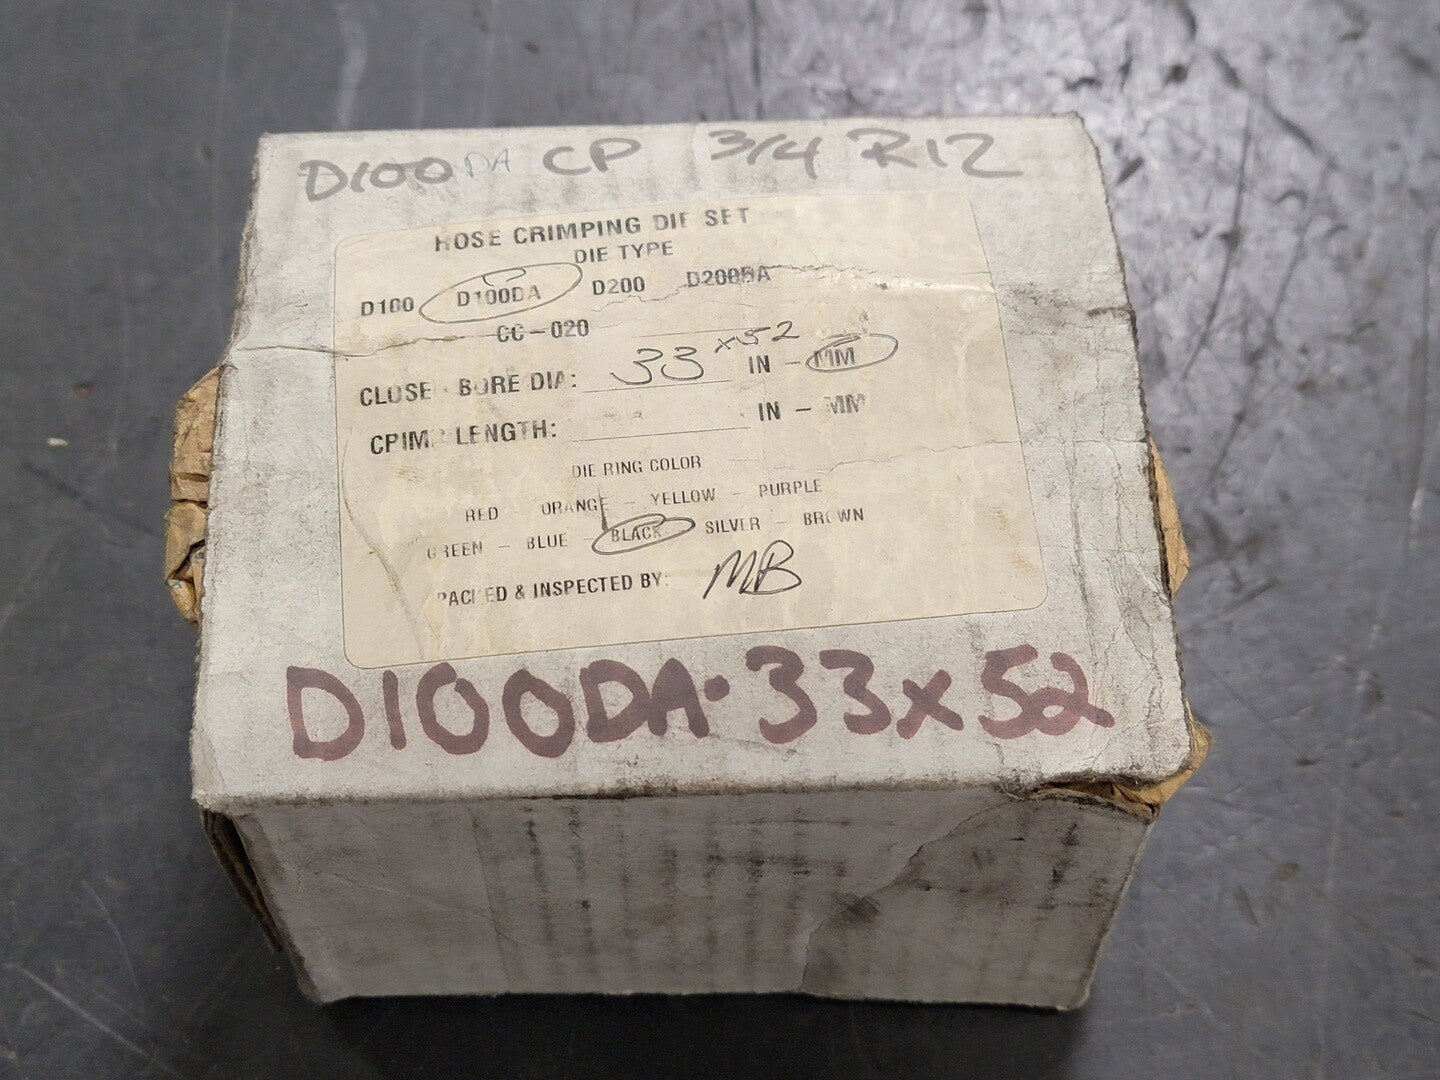 D100DA CP 3/4 R12
HOSE CRIMPING DIE SET
DIE TYPE
D100 D100DA D200 D200DA
CC-020
CLOSE BORE DIA: 33 x 52 IN - MM
CRIMP LENGTH: IN - MM
DIE RING COLOR
RED - ORANGE - YELLOW - PURPLE
GREEN - BLUE - BLACK - SILVER - BROWN
PACKED & INSPECTED BY: MB
D100DA·33x52